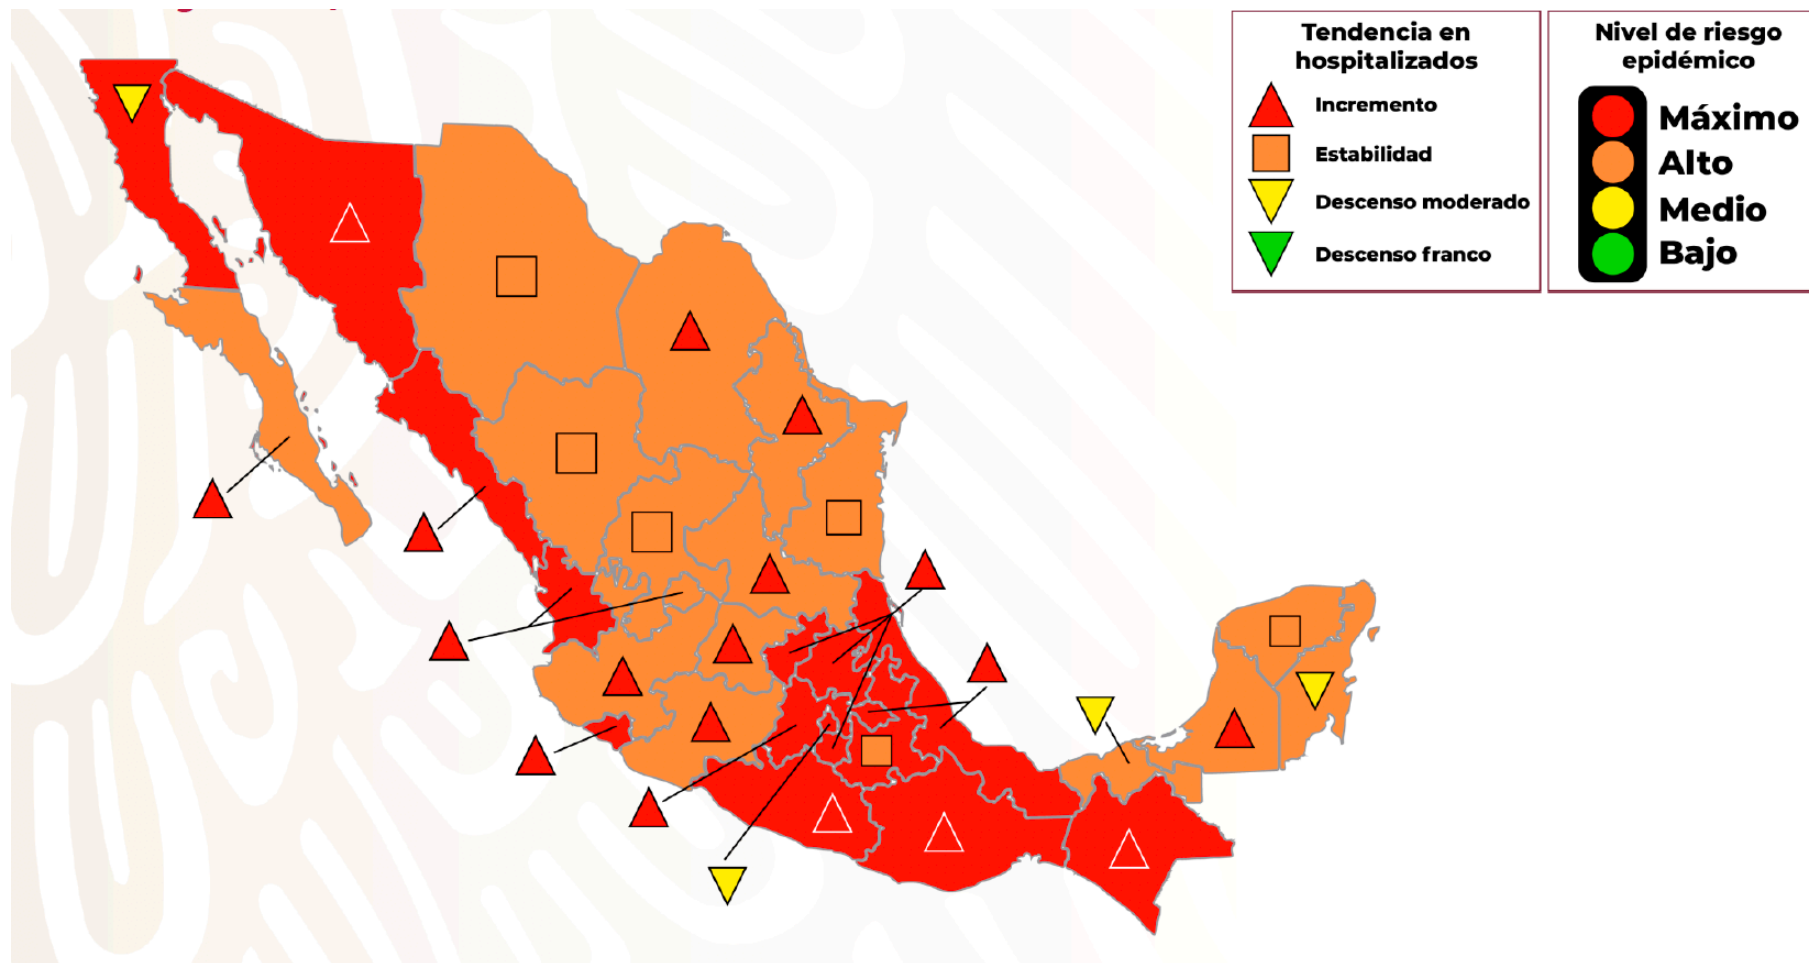 Tendencia en
hospitalizados
Incremento
Estabilidad
Descenso moderado
Descenso franco
Nivel de riesgo
epidémico
Máximo
Alto
Medio
Bajo